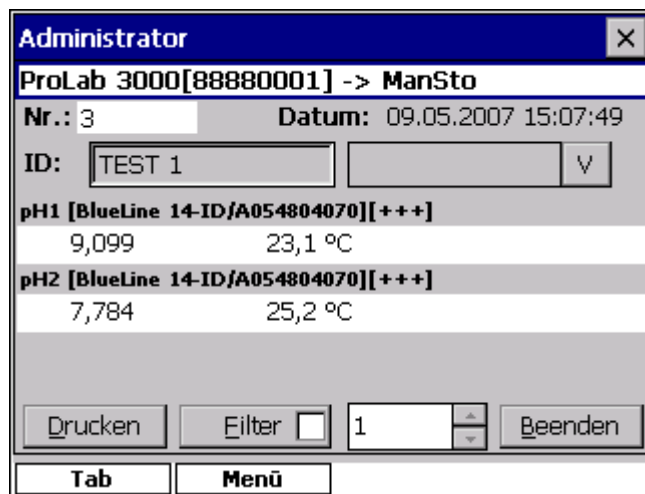 Administrator
ProLab 3000[88880001] -> ManSto
Nr.: 3 Datum: 09.05.2007 15:07:49
ID: TEST 1 V
pH1 [BlueLine 14-ID/A054804070][+++]
9,099 23,1 ºC
pH2 [BlueLine 14-ID/A054804070][+++]
7,784 25,2 ºC
Drucken Filter 1 Beenden
Tab Menü